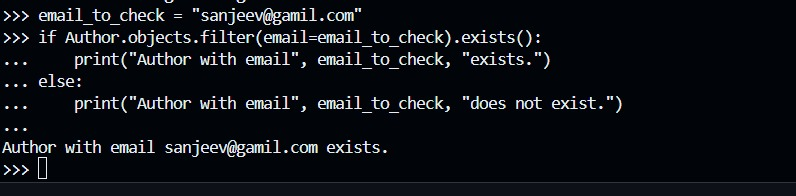 >>> email_to_check = "sanjeev@gamil.com"
>>> if Author.objects.filter(email=email_to_check).exists():
...     print("Author with email", email_to_check, "exists.")
... else:
...     print("Author with email", email_to_check, "does not exist.")
...
Author with email sanjeev@gamil.com exists.
>>>